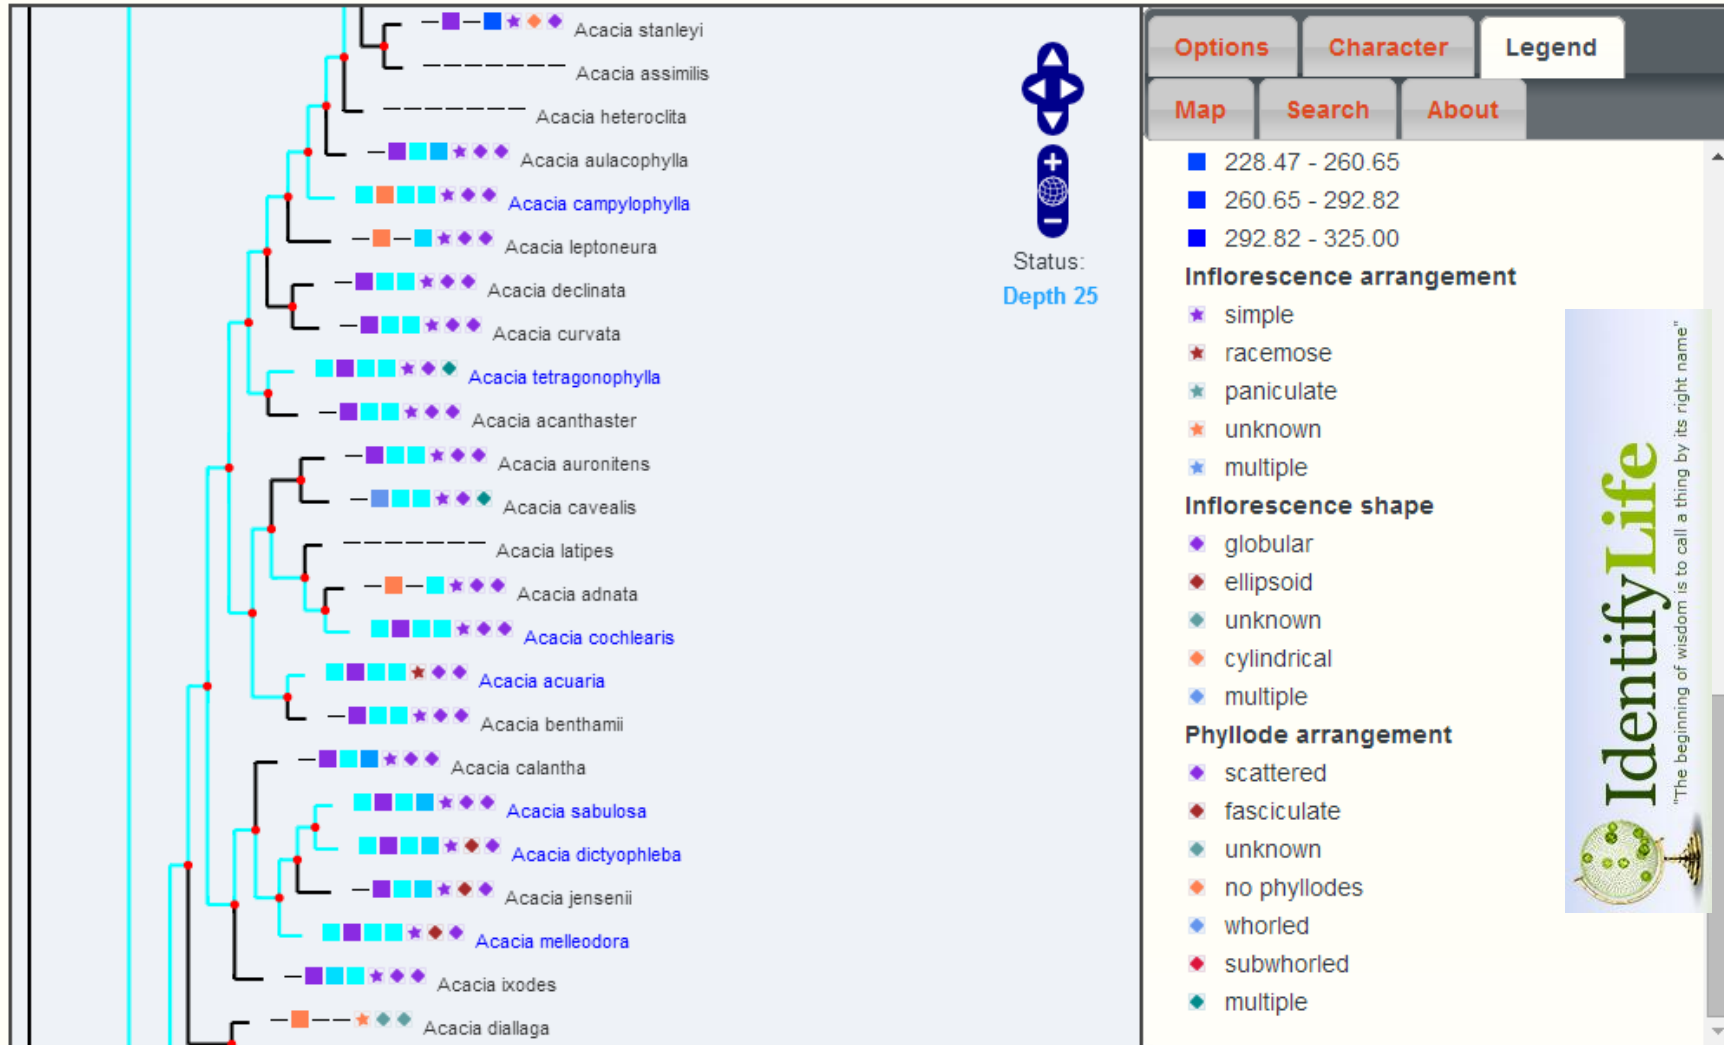 Acacia stanleyi
Acacia assimilis
Acacia heteroclita
Acacia aulacophylla
Acacia campylophylla
Acacia leptoneura
Acacia declinata
Acacia curvata
Acacia tetragonophylla
Acacia acanthaster
Acacia auronitens
Acacia cavealis
Acacia latipes
Acacia adnata
Acacia cochlearis
Acacia acuaria
Acacia benthamii
Acacia calantha
Acacia sabulosa
Acacia dictyophleba
Acacia jensenii
Acacia melleodora
Acacia ixodes
Acacia diallaga
Status:
Depth 25
Options
Character
Legend
Map
Search
About
228.47 - 260.65
260.65 - 292.82
292.82 - 325.00
Inflorescence arrangement
simple
racemose
paniculate
unknown
multiple
Inflorescence shape
globular
ellipsoid
unknown
cylindrical
multiple
Phyllode arrangement
scattered
fasciculate
unknown
no phyllodes
whorled
subwhorled
multiple
IdentifyLife
"The beginning of wisdom is to call a thing by its right name"